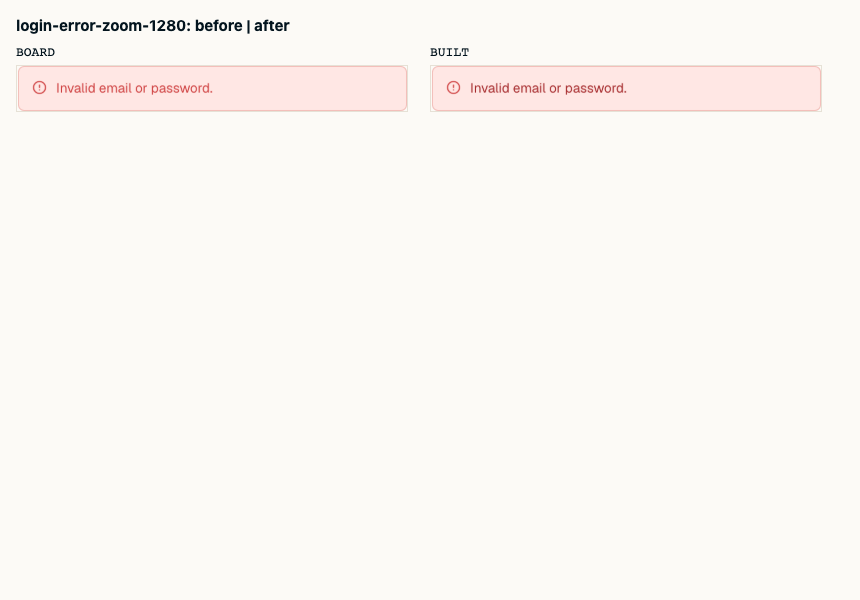 login-error-zoom-1280: before | after
BOARD
BUILT
Invalid email or password.
Invalid email or password.